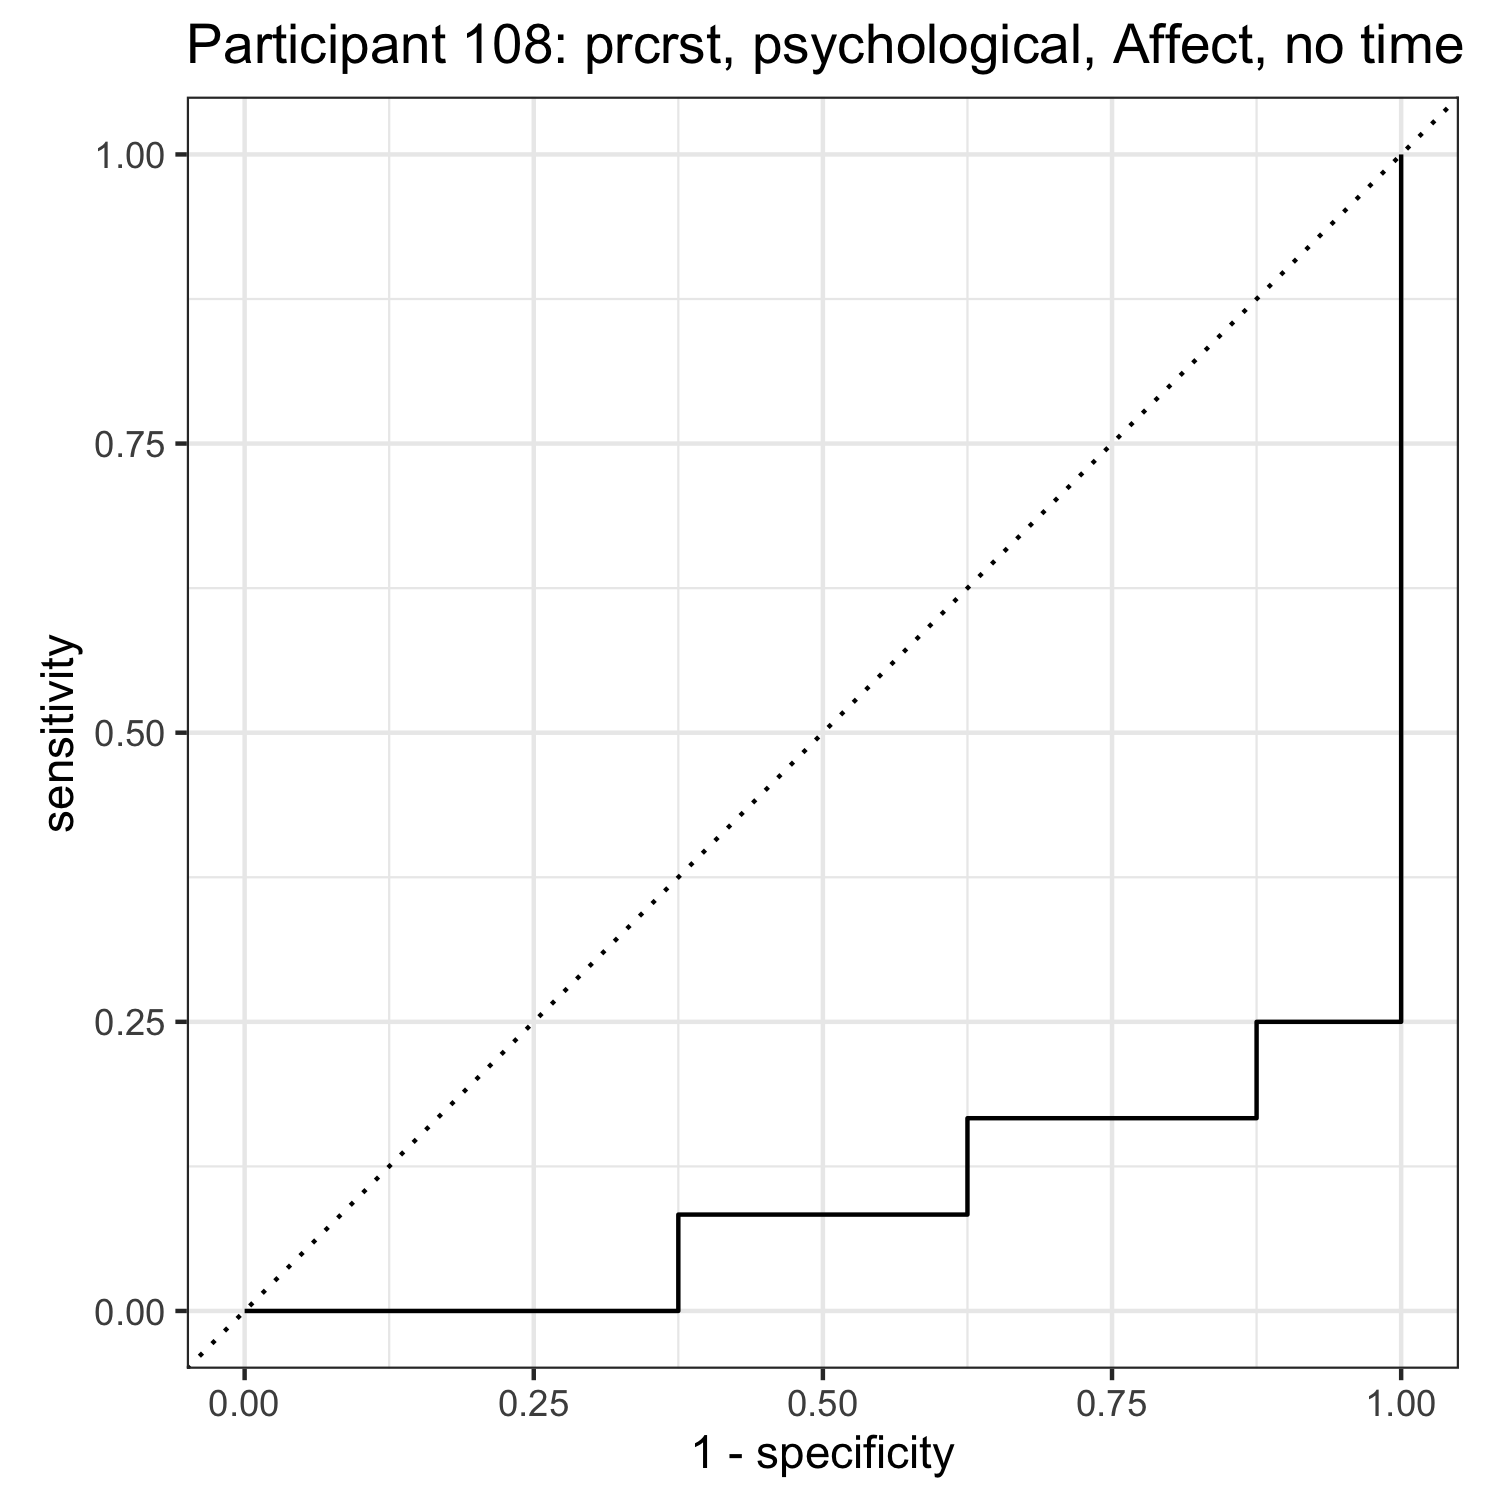 Participant 108: prcrst, psychological, Affect, no time
1.00
0.75
0.50
0.25
0.00
sensitivity
0.00 0.25 0.50 0.75 1.00
1 - specificity